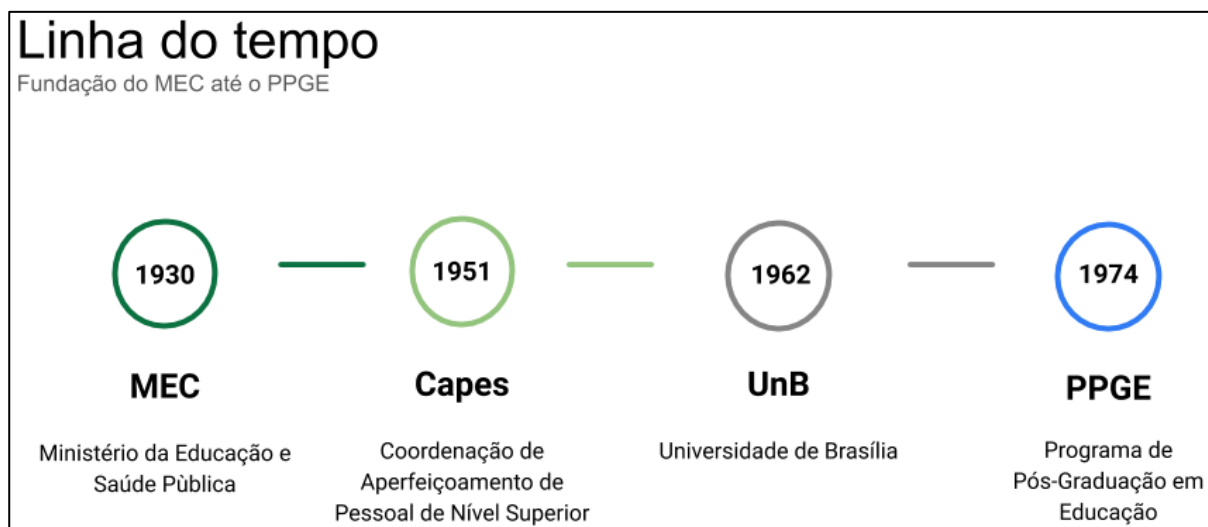 Linha do tempo
Fundação do MEC até o PPGE
1930
1951
1962
1974
MEC
Capes
UnB
PPGE
Ministério da Educação e
Saúde Pùblica
Coordenação de
Aperfeiçoamento de
Pessoal de Nível Superior
Universidade de Brasília
Programa de
Pós-Graduação em
Educação